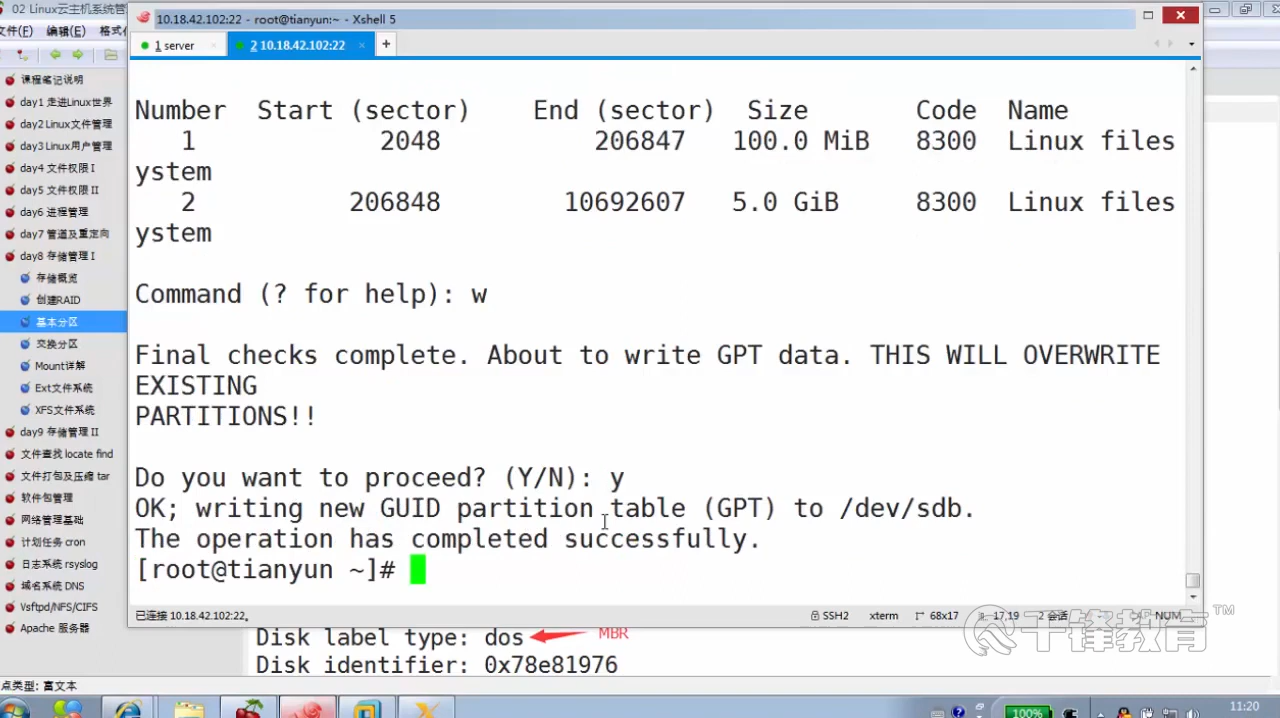 02 Linux云主机系统管
10.18.42.102:22 - root@tianyun:~ - Xshell 5
文件(F) 编辑(E) 格式
1 server
2 10.18.42.102:22
+
课程笔记说明
day1 走进Linux世界
day2 Linux文件管理
day3 Linux用户管理
day4 文件权限 I
day5 文件权限 II
day6 进程管理
day7 管道及重定向
day8 存储管理 I
存储概览
创建RAID
基本分区
交换分区
Mount详解
Ext文件系统
XFS文件系统
day9 存储管理 II
文件查找 locate find
文件打包及压缩 tar
软件包管理
网络管理基础
计划任务 cron
日志系统 rsyslog
域名系统 DNS
Vsftpd/NFS/CIFS
Apache 服务器
Number Start (sector) End (sector) Size Code Name
1 2048 206847 100.0 MiB 8300 Linux files
ystem
2 206848 10692607 5.0 GiB 8300 Linux files
ystem
Command (? for help): w
Final checks complete. About to write GPT data. THIS WILL OVERWRITE
EXISTING
PARTITIONS!!
Do you want to proceed? (Y/N): y
OK; writing new GUID partition table (GPT) to /dev/sdb.
The operation has completed successfully.
[root@tianyun ~]#
已连接 10.18.42.102:22。 SSH2 xterm 68x17 17,19 2 会话 NUM
千锋教育 TM
Disk label type: dos MBR
Disk identifier: 0x78e81976
点类型: 富文本
100% 11:20